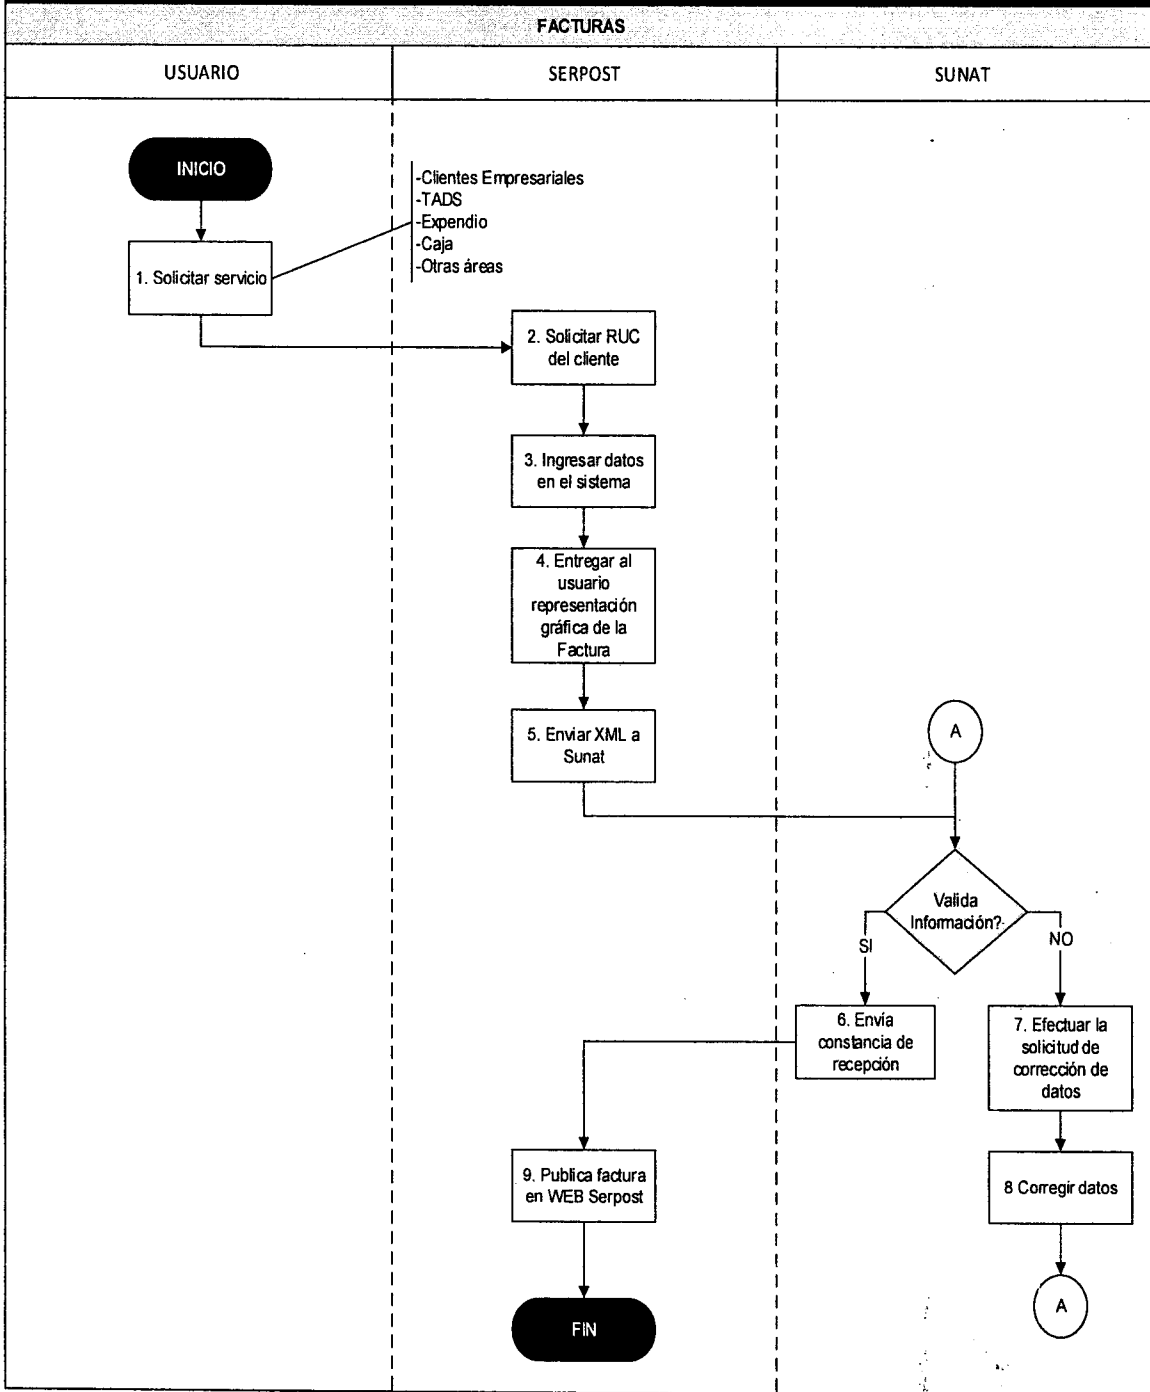 FACTURAS
USUARIO
SERPOST
SUNAT
INICIO
-Clientes Empresariales
-TADS
-Expendio
-Caja
-Otras áreas
1. Solicitar servicio
2. Solicitar RUC
del cliente
3. Ingresar datos
en el sistema
4. Entregar al
usuario
representación
gráfica de la
Factura
5. Enviar XML a
Sunat
A
Valida
Información?
SI
NO
6. Envía
constancia de
recepción
7. Efectuar la
solicitud de
corrección de
datos
9. Publica factura
en WEB Serpost
8 Corregir datos
FIN
A